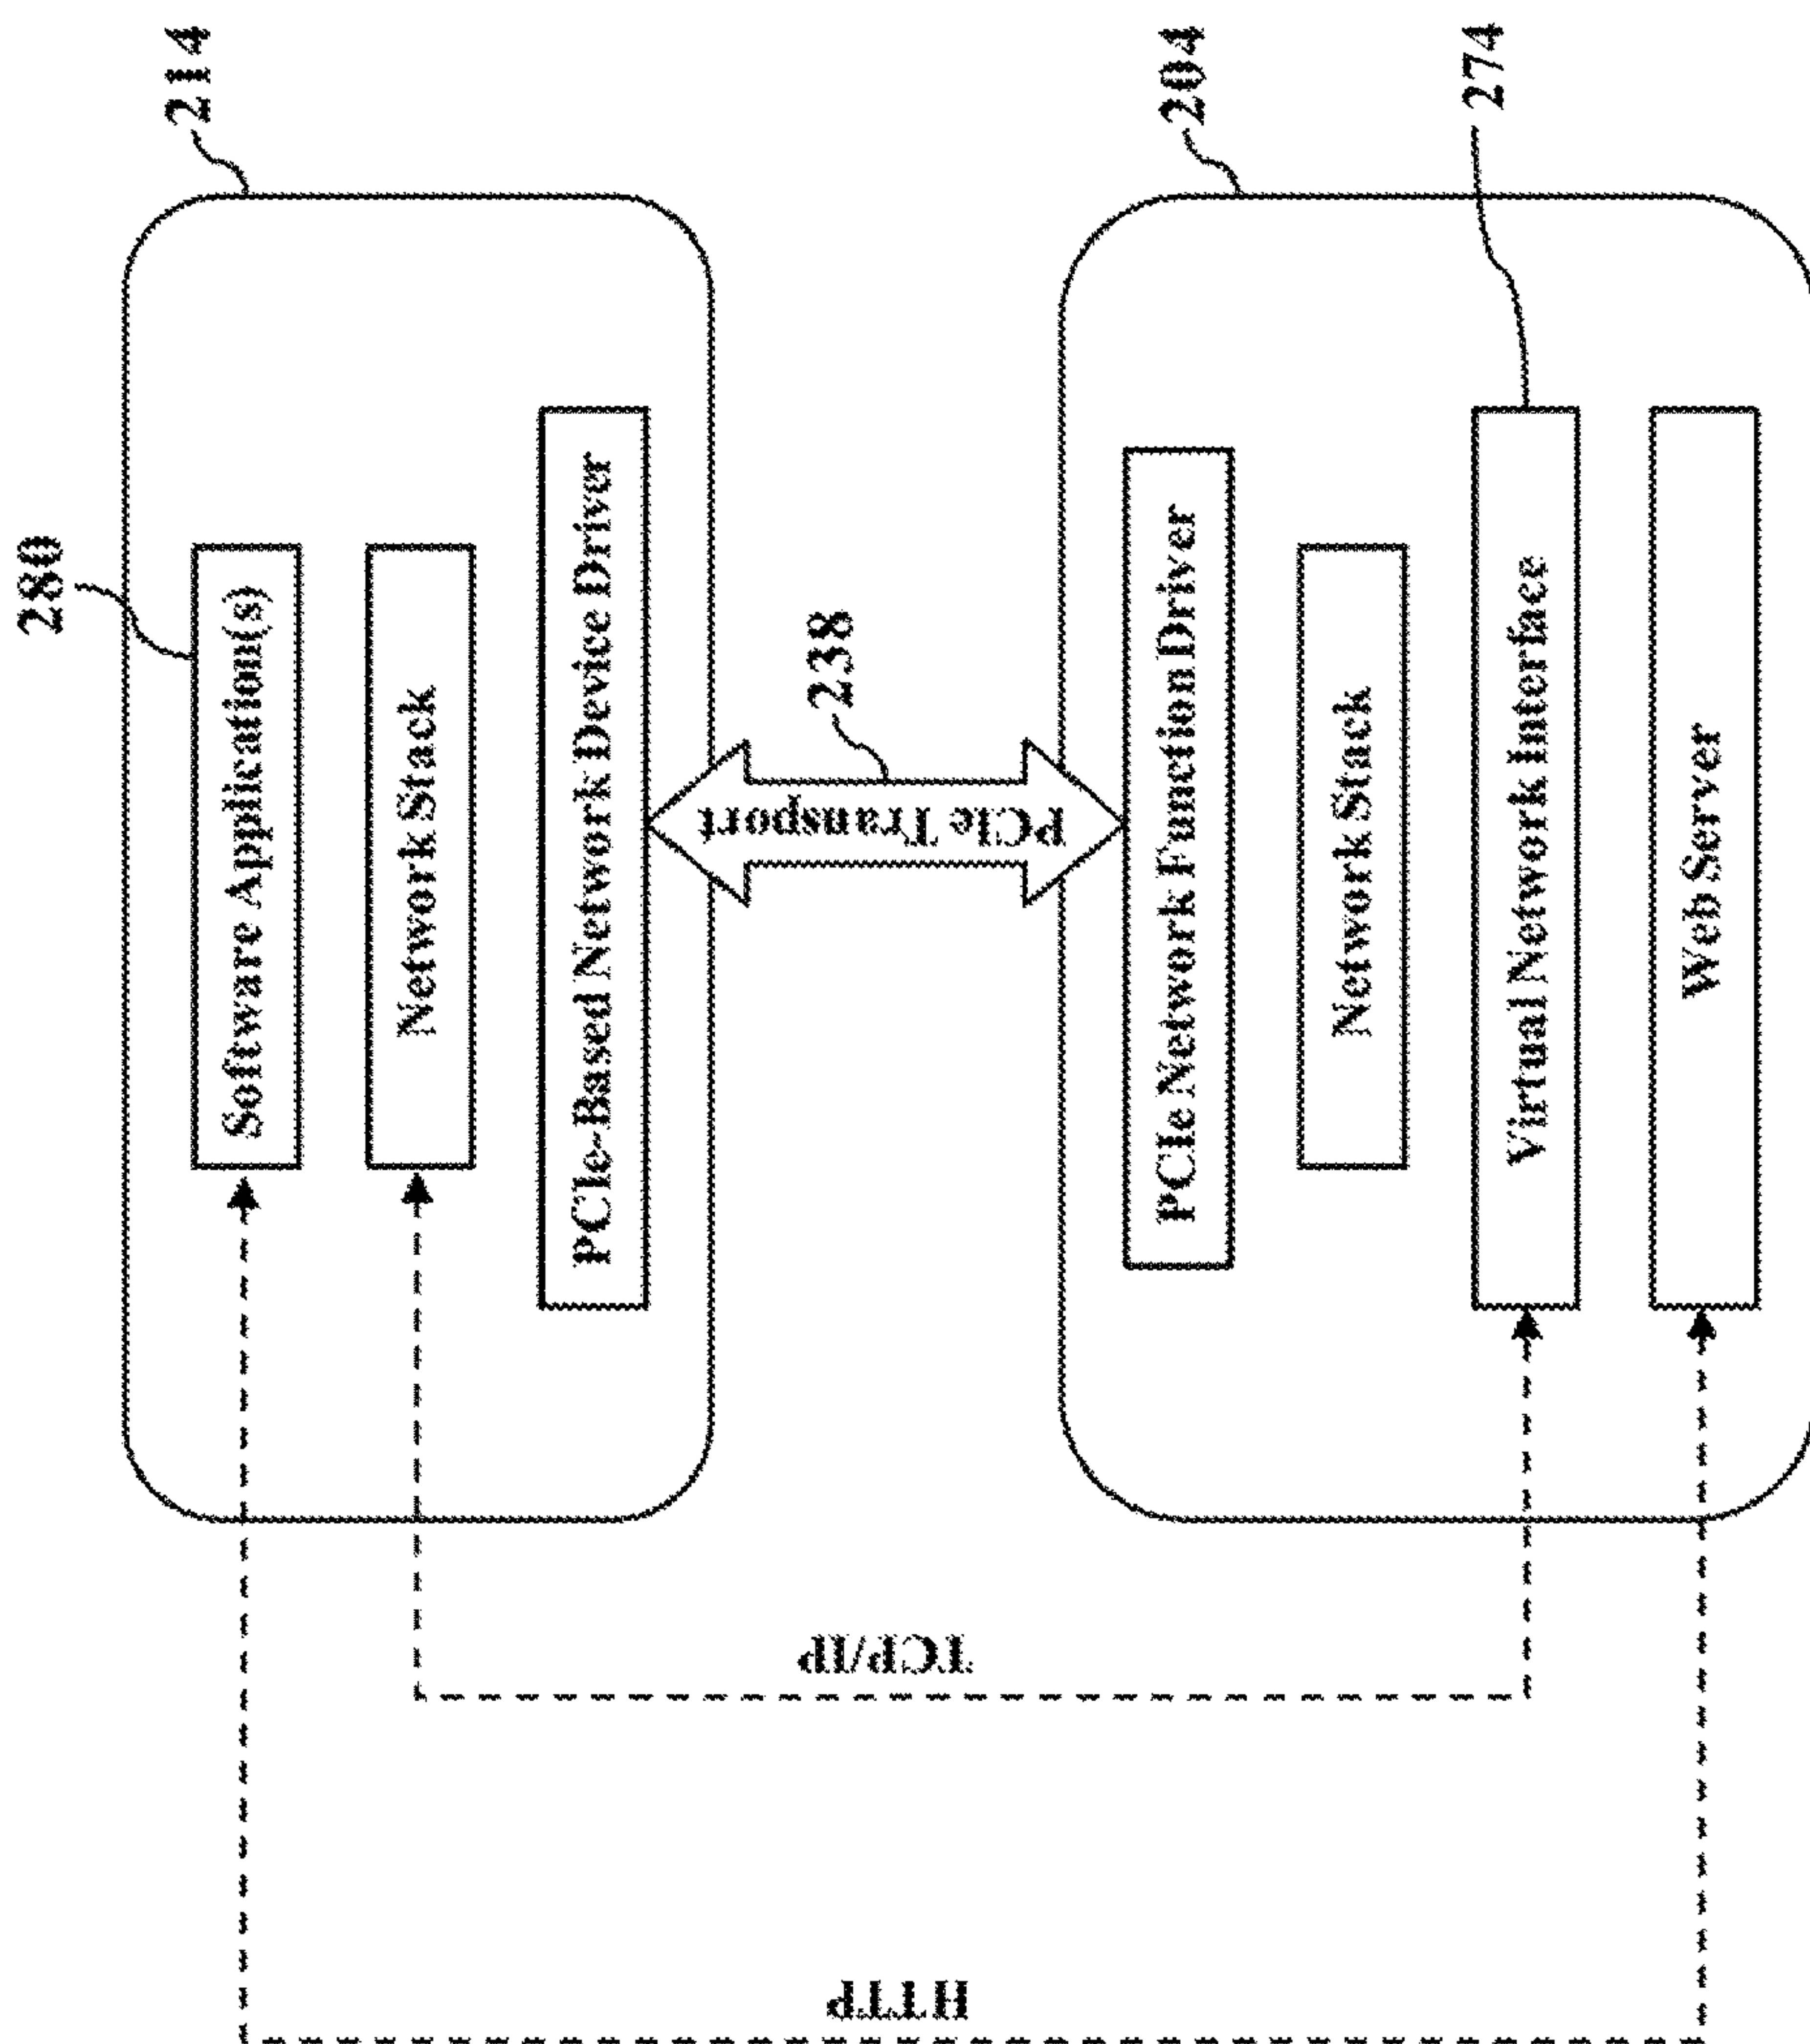 214
280
Software Application(s)
Network Stack
PCIe-Based Network Device Driver
PCIe Transport
238
204
PCIe Network Function Driver
Network Stack
Virtual Network Interface
274
Web Server
TCP/IP
HTTP